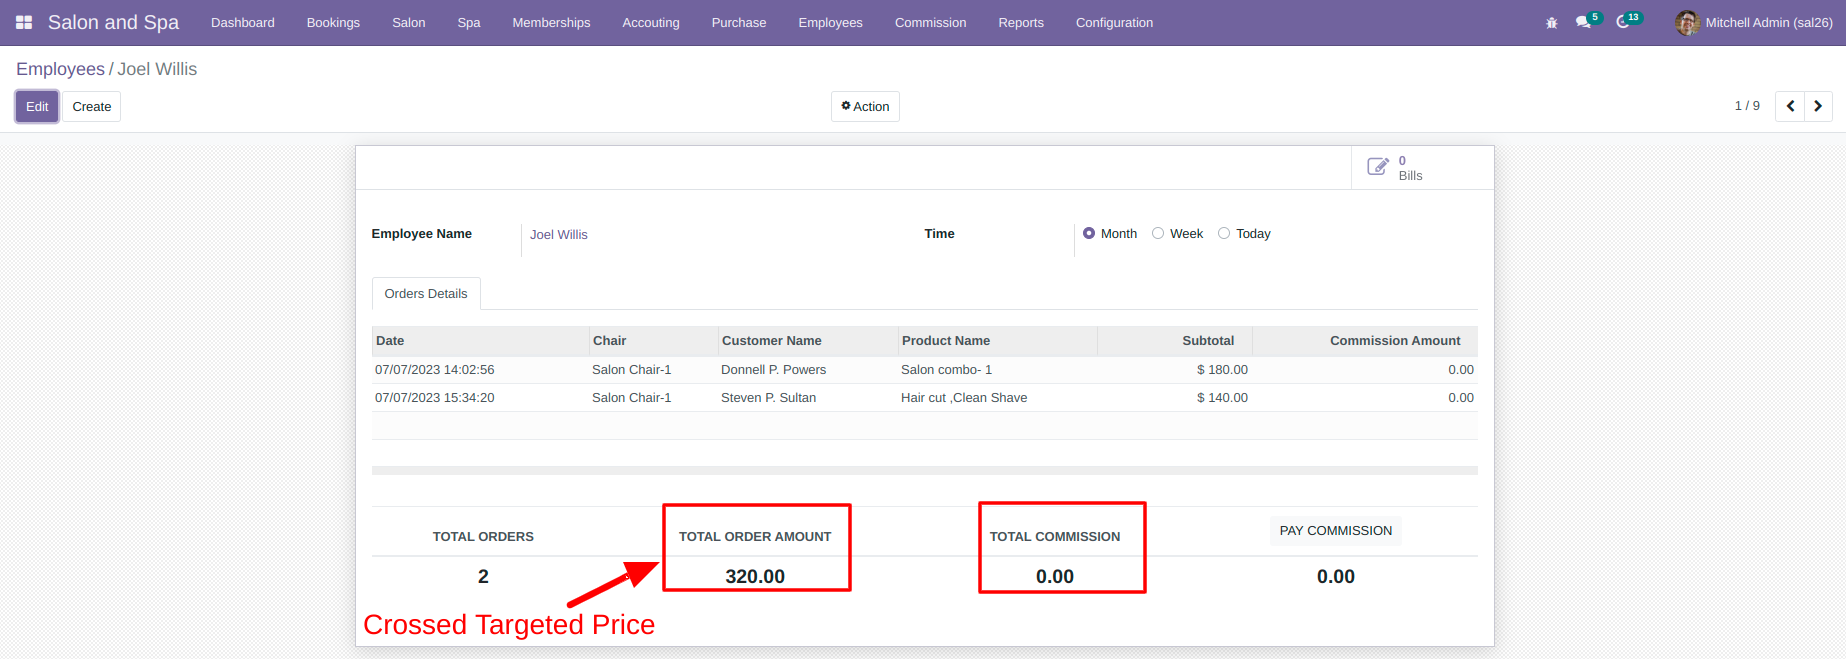 Salon and Spa Dashboard Bookings Salon Spa Memberships Accouting Purchase Employees Commission Reports Configuration 5 13 Mitchell Admin (sal26)
Employees / Joel Willis
Edit Create Action 1 / 9
0
Bills
Employee Name Joel Willis Time Month Week Today
Orders Details
Date Chair Customer Name Product Name Subtotal Commission Amount
07/07/2023 14:02:56 Salon Chair-1 Donnell P. Powers Salon combo- 1 $ 180.00 0.00
07/07/2023 15:34:20 Salon Chair-1 Steven P. Sultan Hair cut ,Clean Shave $ 140.00 0.00
TOTAL ORDERS TOTAL ORDER AMOUNT TOTAL COMMISSION PAY COMMISSION
2 320.00 0.00 0.00
Crossed Targeted Price